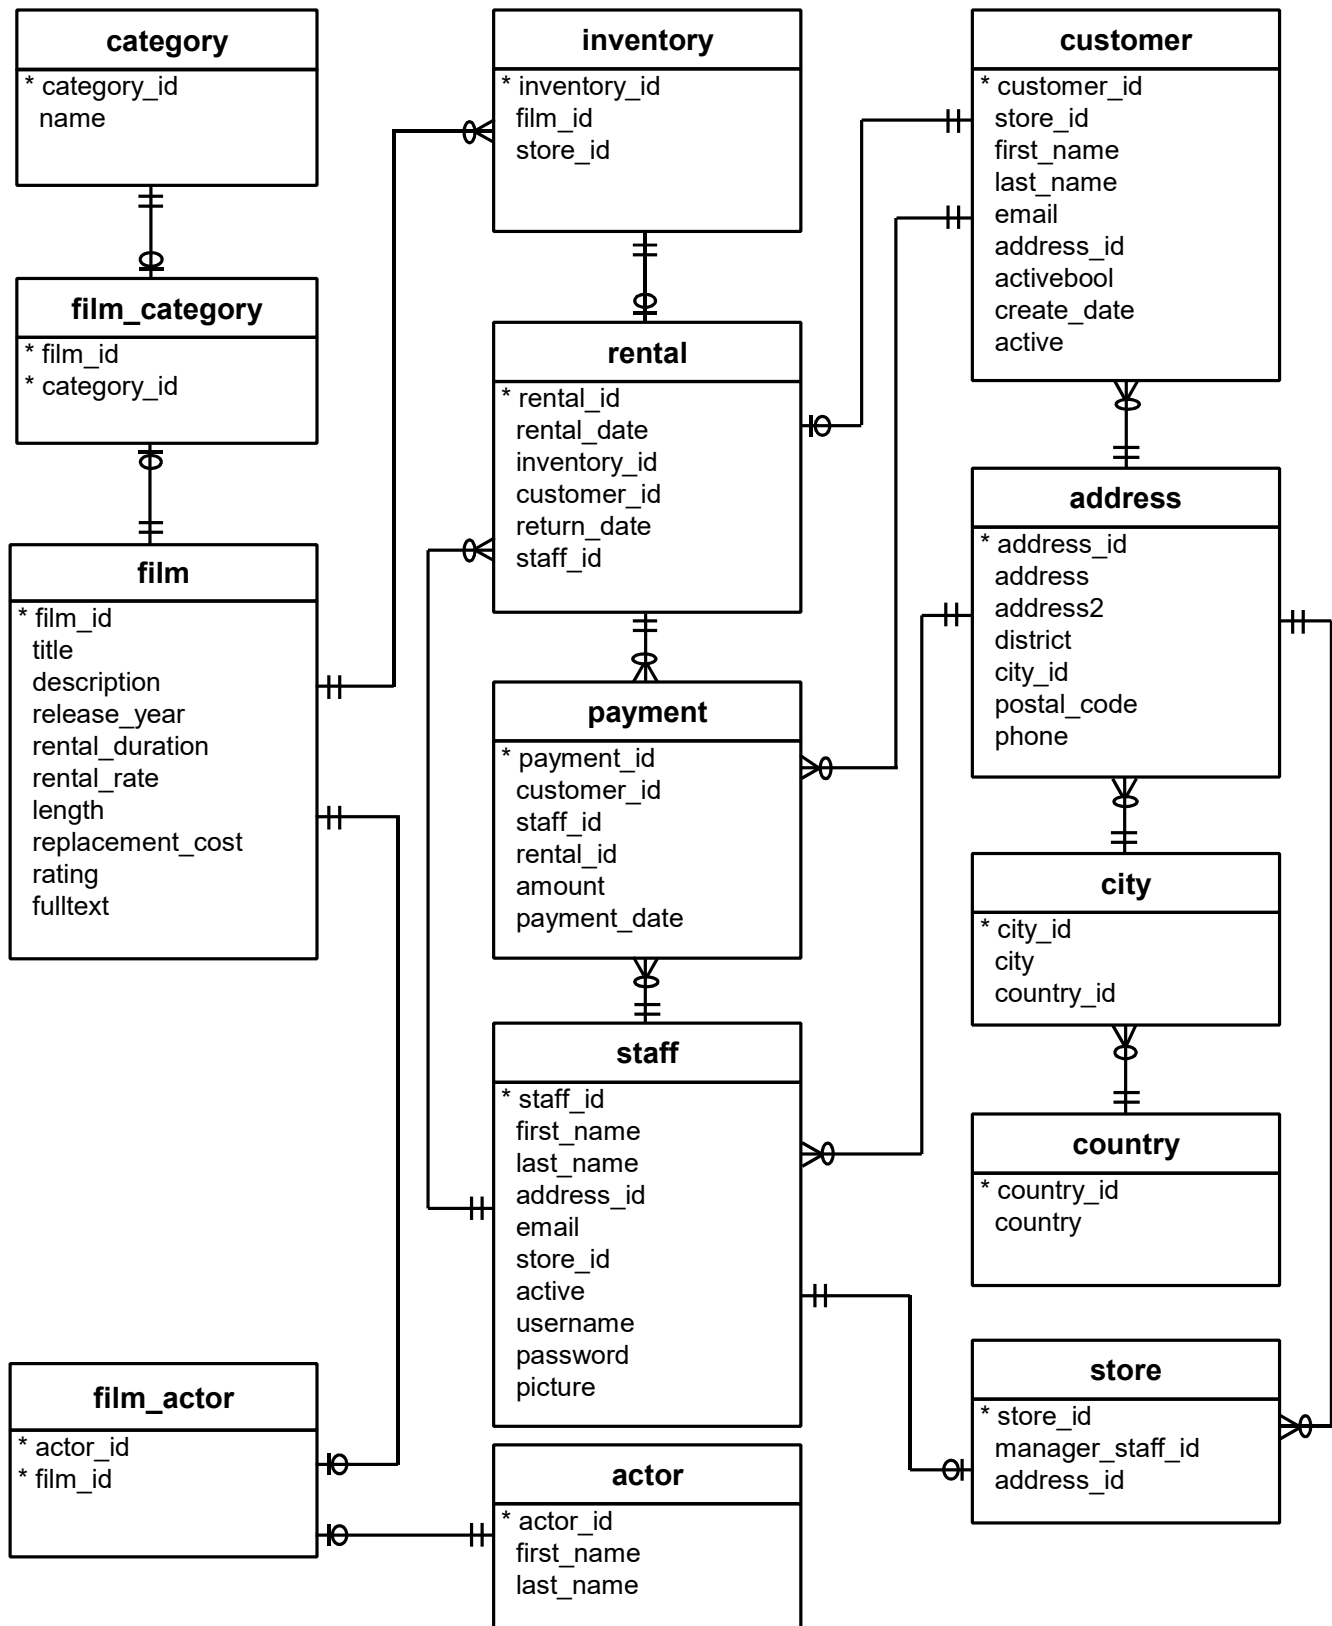 category
* category_id
name
film_category
* film_id
* category_id
film
* film_id
title
description
release_year
rental_duration
rental_rate
length
replacement_cost
rating
fulltext
film_actor
* actor_id
* film_id
inventory
* inventory_id
film_id
store_id
rental
* rental_id
rental_date
inventory_id
customer_id
return_date
staff_id
payment
* payment_id
customer_id
staff_id
rental_id
amount
payment_date
staff
* staff_id
first_name
last_name
address_id
email
store_id
active
username
password
picture
actor
* actor_id
first_name
last_name
customer
* customer_id
store_id
first_name
last_name
email
address_id
activebool
create_date
active
address
* address_id
address
address2
district
city_id
postal_code
phone
city
* city_id
city
country_id
country
* country_id
country
store
* store_id
manager_staff_id
address_id